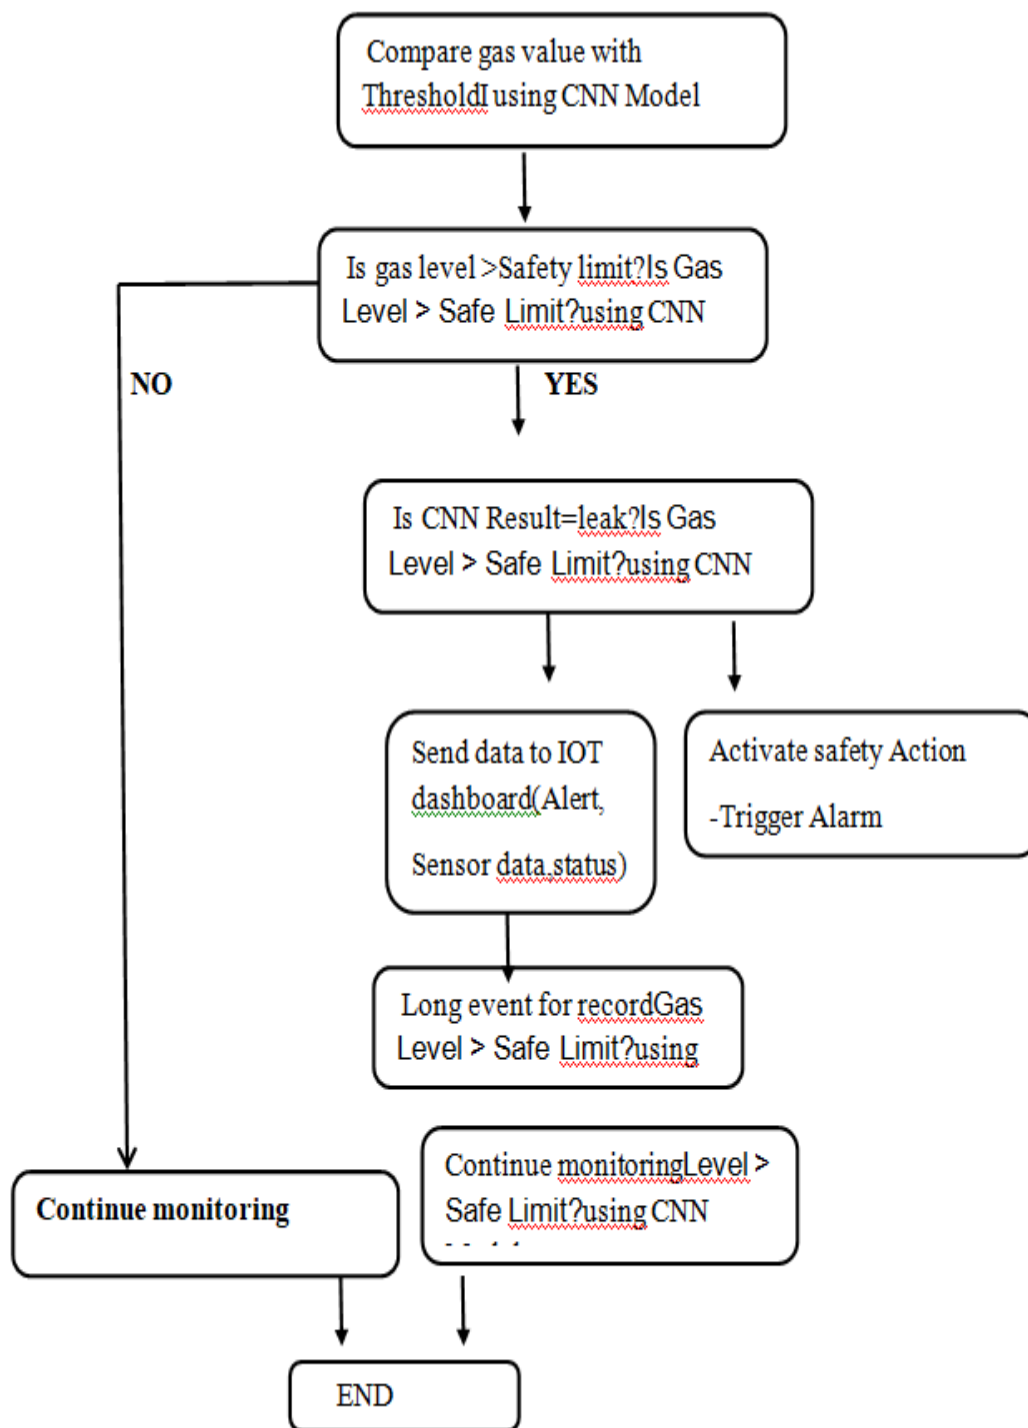 Compare gas value with
ThresholdI using CNN Model
Is gas level >Safety limit?Is Gas
Level > Safe Limit?using CNN
NO
YES
Is CNN Result=leak?Is Gas
Level > Safe Limit?using CNN
Send data to IOT
dashboard(Alert,
Sensor data,status)
Activate safety Action
-Trigger Alarm
Long event for recordGas
Level > Safe Limit?using
Continue monitoringLevel >
Safe Limit?using CNN
Continue monitoring
END